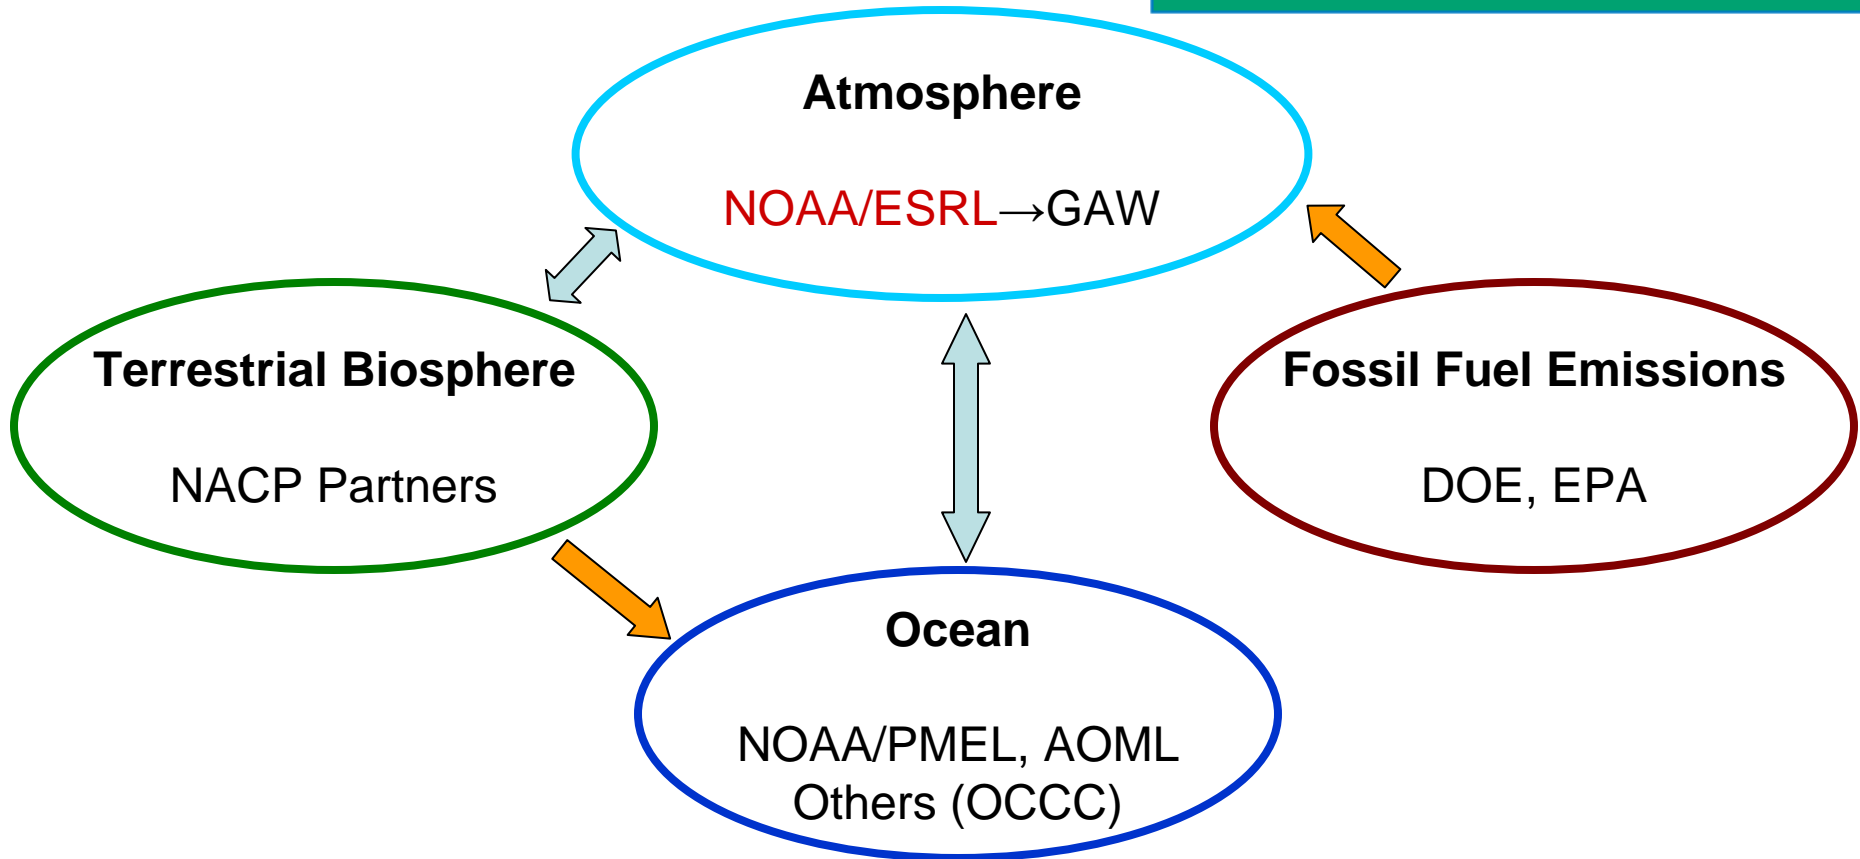 Atmosphere
NOAA/ESRL→GAW
Terrestrial Biosphere
NACP Partners
Fossil Fuel Emissions
DOE, EPA
Ocean
NOAA/PMEL, AOML
Others (OCCC)